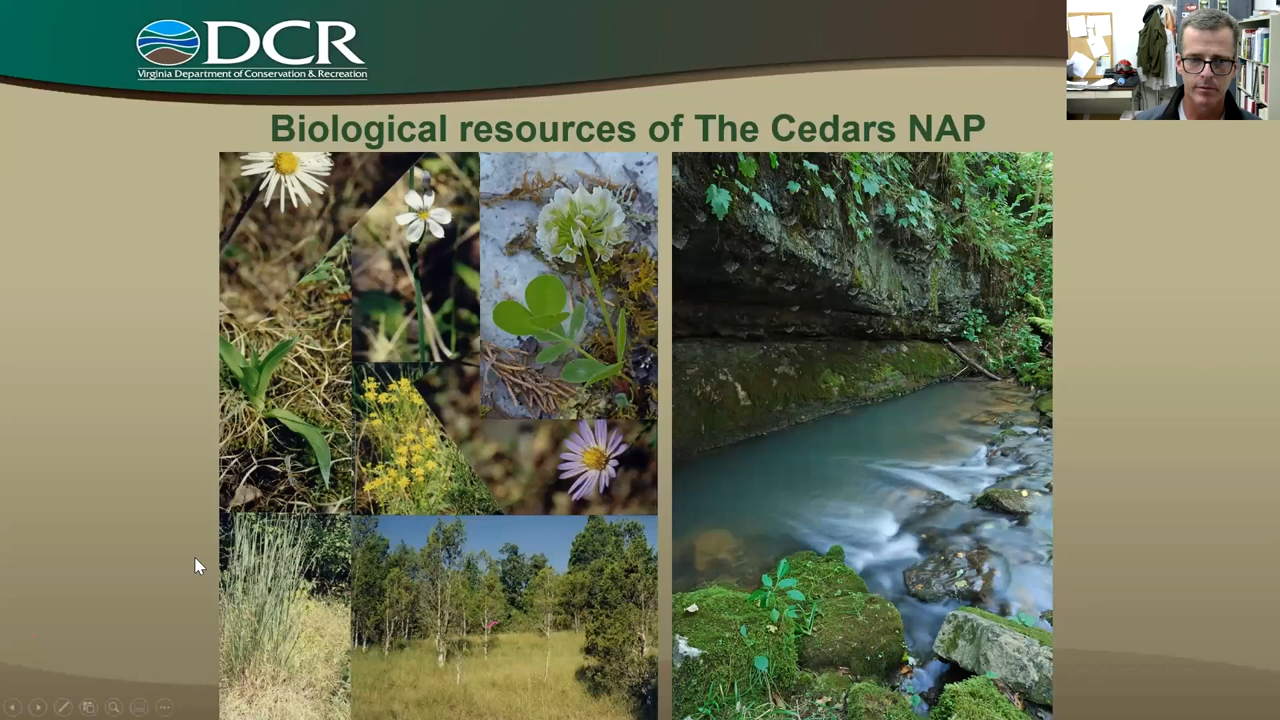 DCR
Virginia Department of Conservation & Recreation
Biological resources of The Cedars NAP